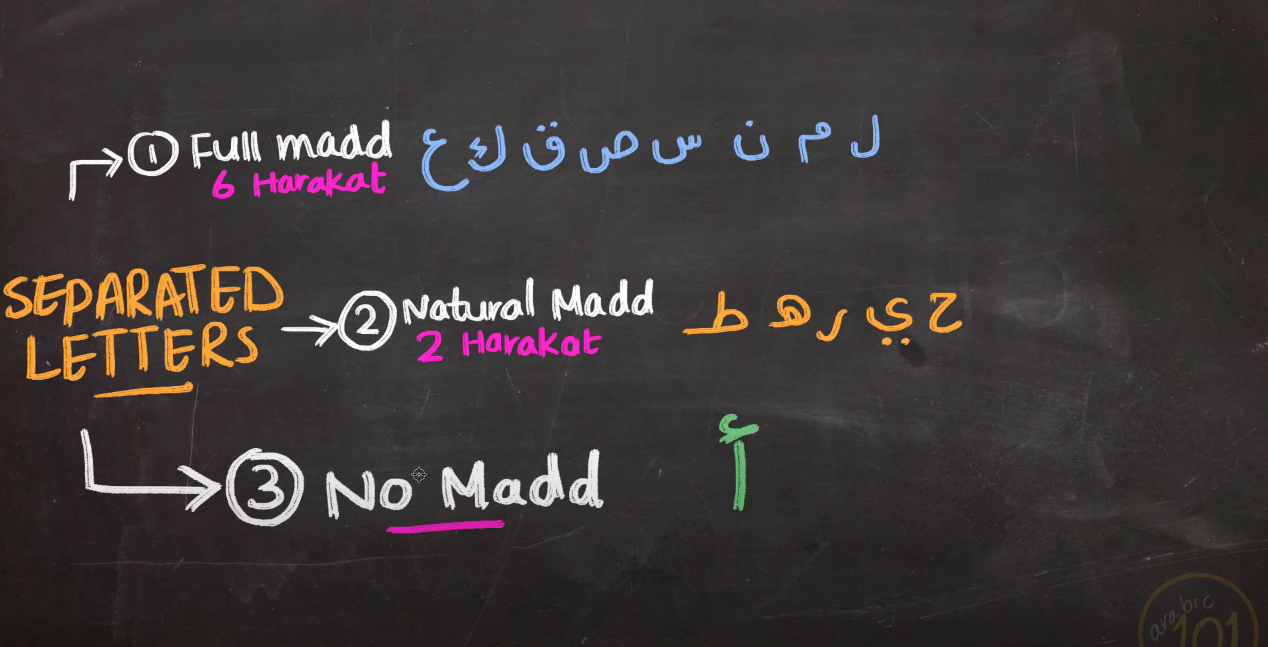 ① Full madd ل م ن س ص ق ك ع
6 Harakat
SEPARATED
LETTERS
② Natural Madd ح ي ر ه ط
2 Harakat
③ No Madd أ
arabic
101